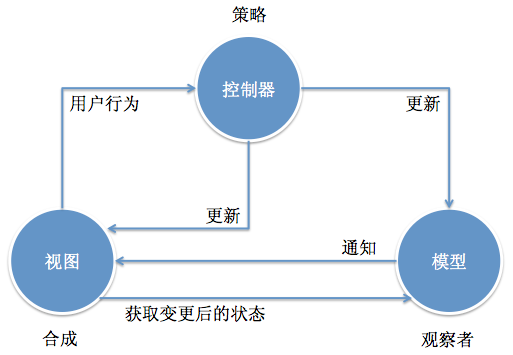 策略
控制器
用户行为
更新
更新
通知
视图
模型
获取变更后的状态
合成
观察者